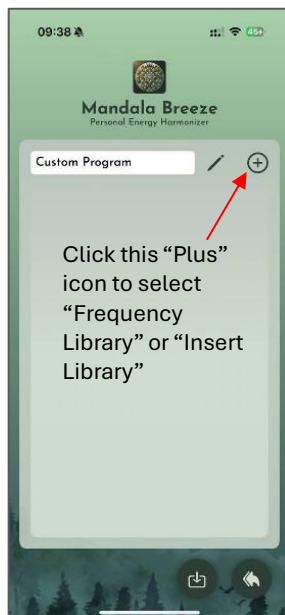 09:38
45+
Mandala Breeze
Personal Energy Harmonizer
Custom Program
Click this “Plus”
icon to select
“Frequency
Library” or “Insert
Library”